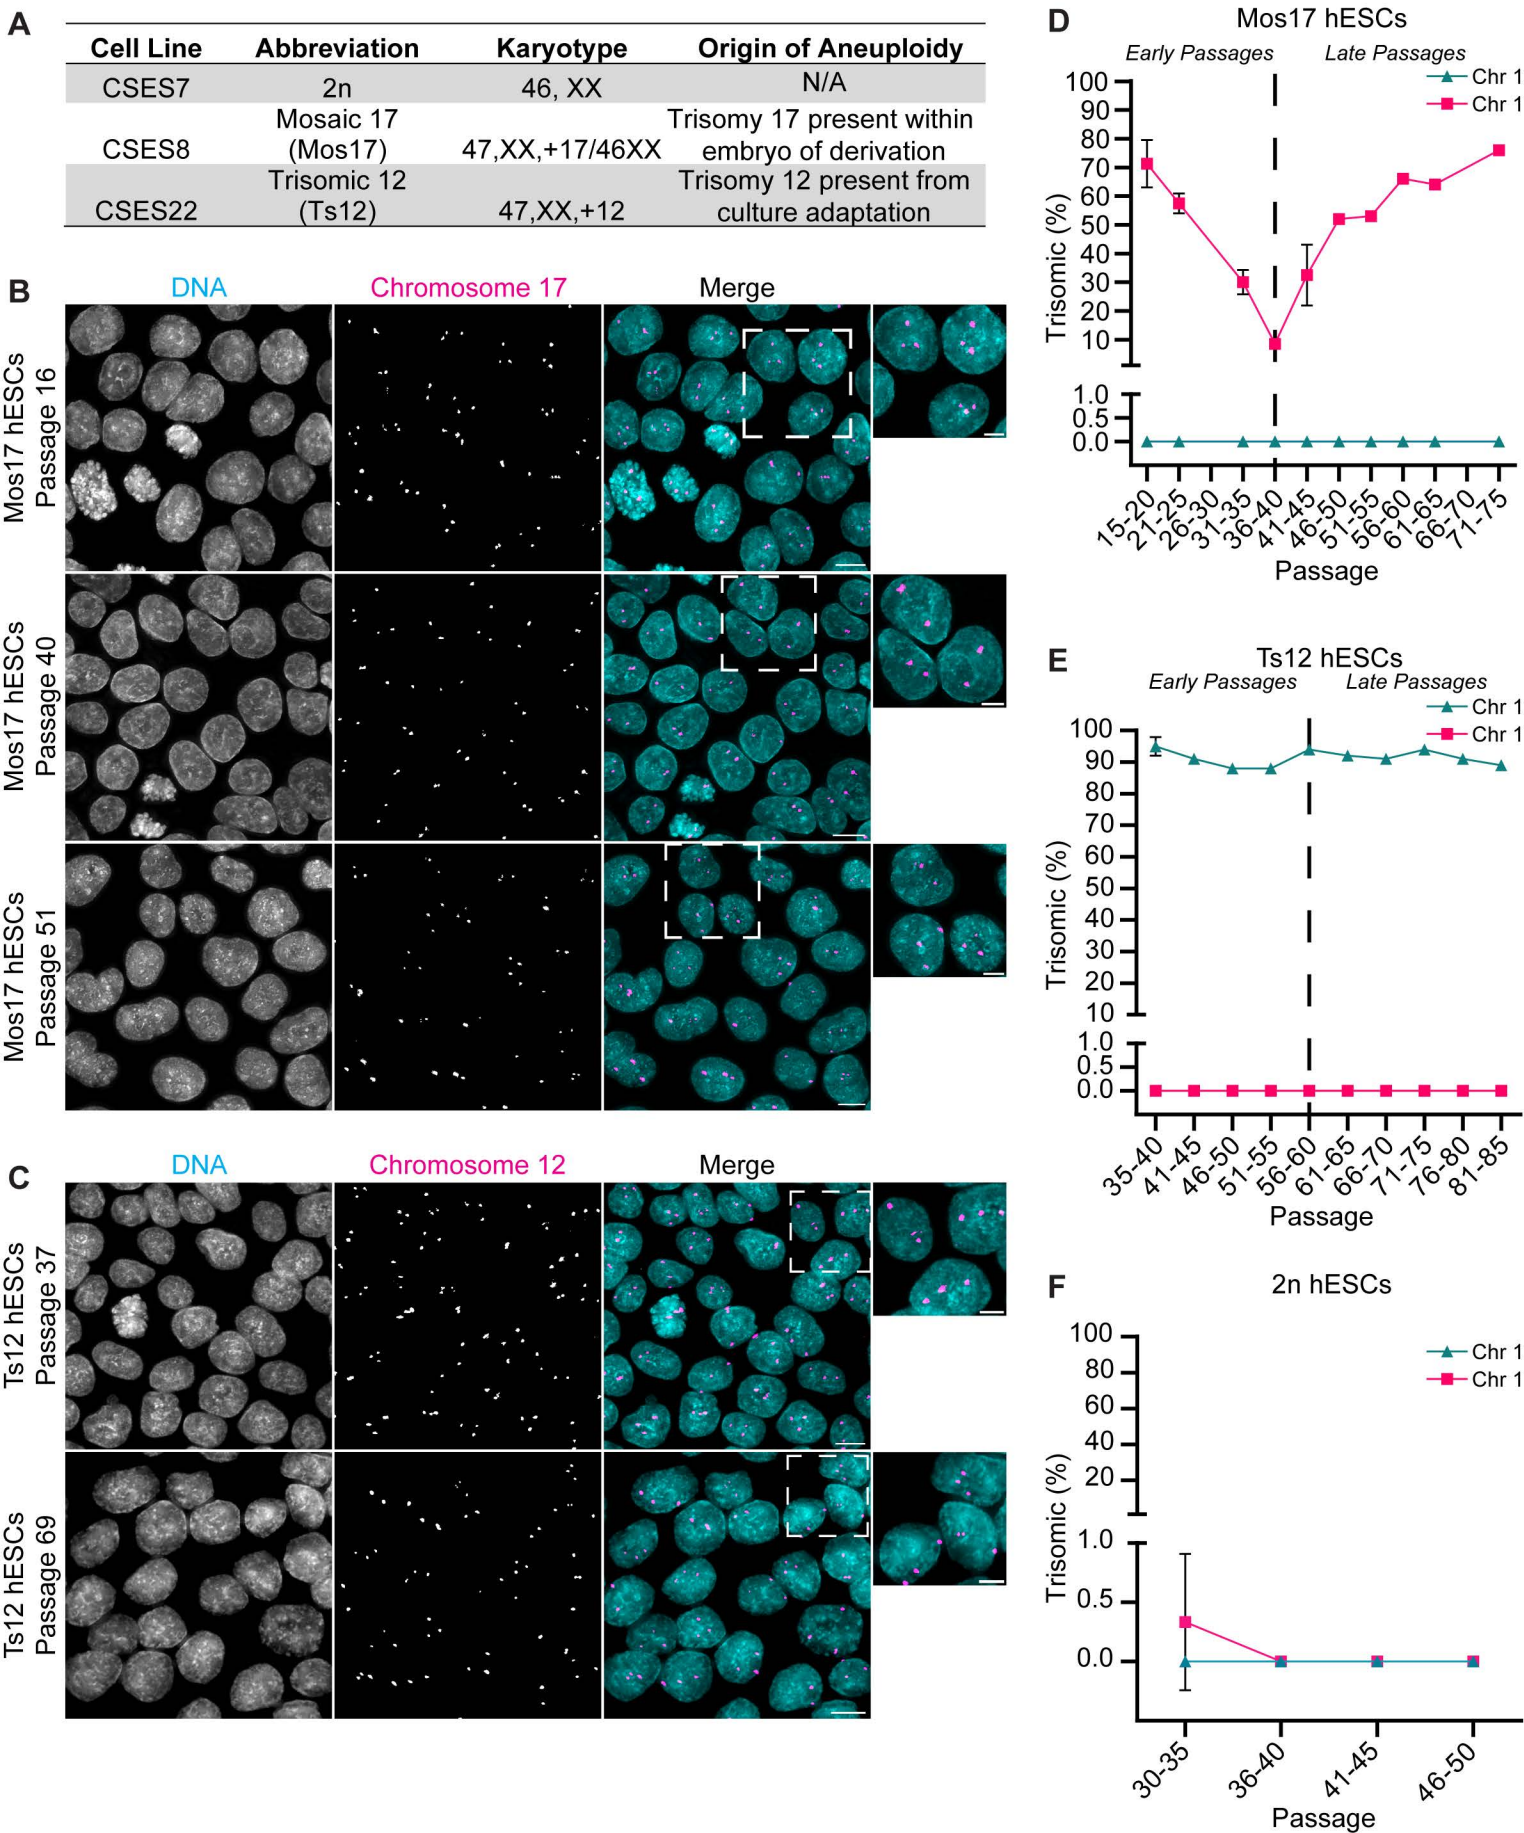 A
Cell Line Abbreviation Karyotype Origin of Aneuploidy
CSES7 2n 46, XX N/A
CSES8 Mosaic 17 (Mos17) 47,XX,+17/46XX Trisomy 17 present within embryo of derivation
CSES22 Trisomic 12 (Ts12) 47,XX,+12 Trisomy 12 present from culture adaptation
B
DNA Chromosome 17 Merge
Mos17 hESCs
Passage 16
Mos17 hESCs
Passage 40
Mos17 hESCs
Passage 51
C
DNA Chromosome 12 Merge
Ts12 hESCs
Passage 37
Ts12 hESCs
Passage 69
D
Mos17 hESCs
Early Passages Late Passages
Chr 1
Chr 1
Trisomic (%)
100
90
80
70
60
50
40
30
20
10
1.0
0.5
0.0
15-20 21-25 26-30 31-35 36-40 41-45 46-50 51-55 56-60 61-65 66-70 71-75
Passage
E
Ts12 hESCs
Early Passages Late Passages
Chr 1
Chr 1
Trisomic (%)
100
90
80
70
60
50
40
30
20
10
1.0
0.5
0.0
35-40 41-45 46-50 51-55 56-60 61-65 66-70 71-75 76-80 81-85
Passage
F
2n hESCs
Chr 1
Chr 1
Trisomic (%)
100
80
60
40
20
1.0
0.5
0.0
30-35 36-40 41-45 46-50
Passage